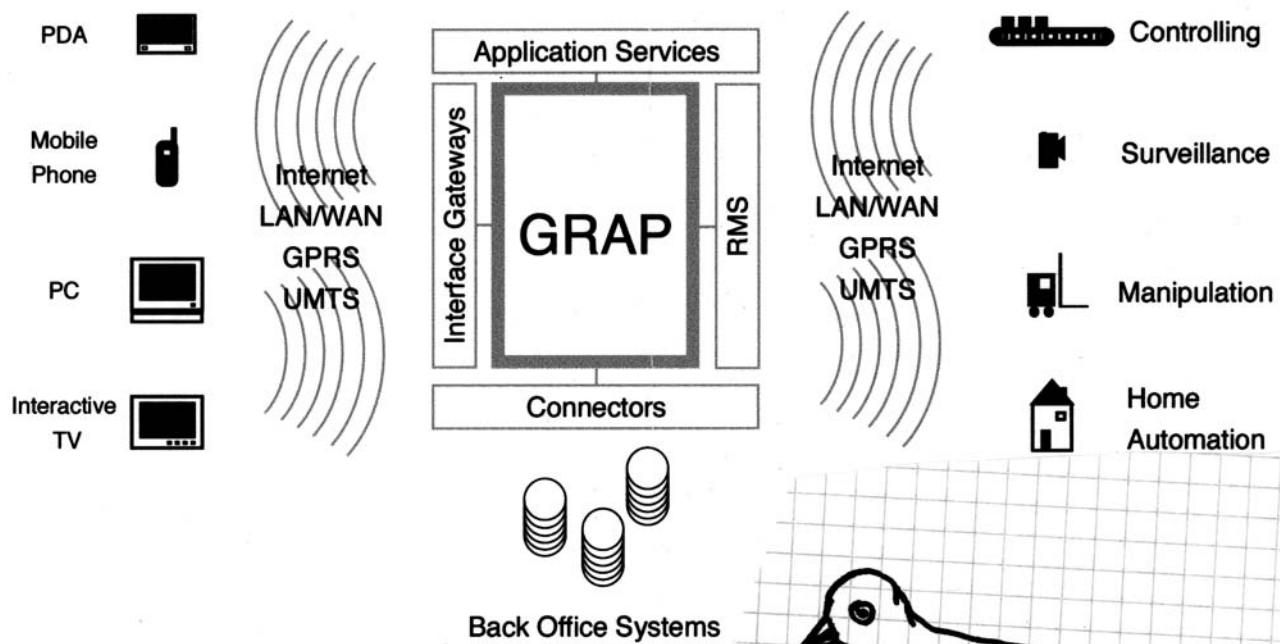 PDA
Mobile
Phone
PC
Interactive
TV
Internet
LAN/WAN
GPRS
UMTS
Application Services
Interface Gateways
GRAP
RMS
Connectors
Back Office Systems
Internet
LAN/WAN
GPRS
UMTS
Controlling
Surveillance
Manipulation
Home
Automation